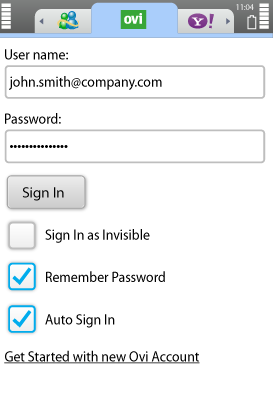 11:04
ovi
Y!
User name:
john.smith@company.com
Password:
•••••••••••••••
Sign In
Sign In as Invisible
Remember Password
Auto Sign In
Get Started with new Ovi Account